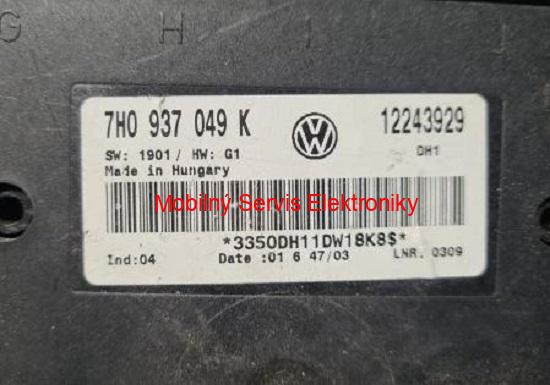 G H
7H0 937 049 K
12243929
SW: 1901 / HW: G1
OH1
Made in Hungary
Mobilný Servis Elektroniky
*3350DH11DW18K8$*
Ind:04
Date :01 6 47/03
LNR. 0309